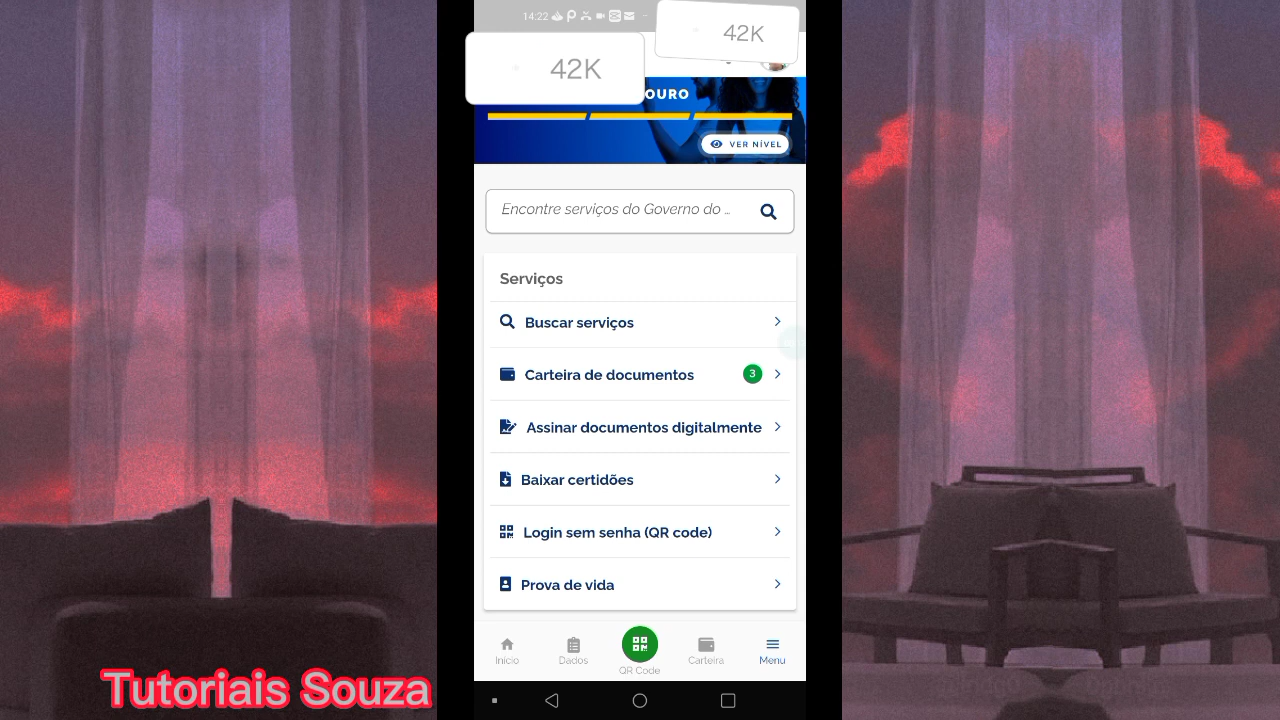 14:22
42K
42K
OURO
VER NÍVEL
Encontre serviços do Governo do ...
Serviços
Buscar serviços
Carteira de documentos 3
Assinar documentos digitalmente
Baixar certidões
Login sem senha (QR code)
Prova de vida
Início
Dados
QR Code
Carteira
Menu
Tutoriais Souza